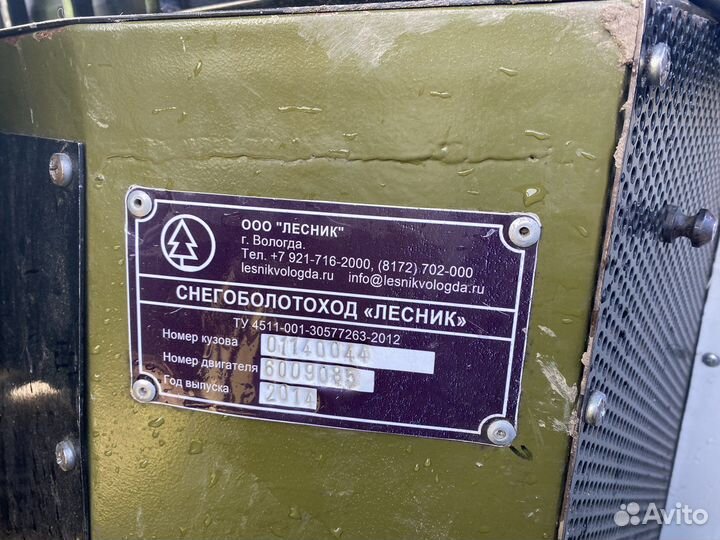 ООО "ЛЕСНИК"
г. Вологда.
Тел. +7 921-716-2000, (8172) 702-000
lesnikvologda.ru info@lesnikvologda.ru
СНЕГОБОЛОТОХОД «ЛЕСНИК»
ТУ 4511-001-30577263-2012
Номер кузова 01140044
Номер двигателя 6009085
Год выпуска 2014
Avito